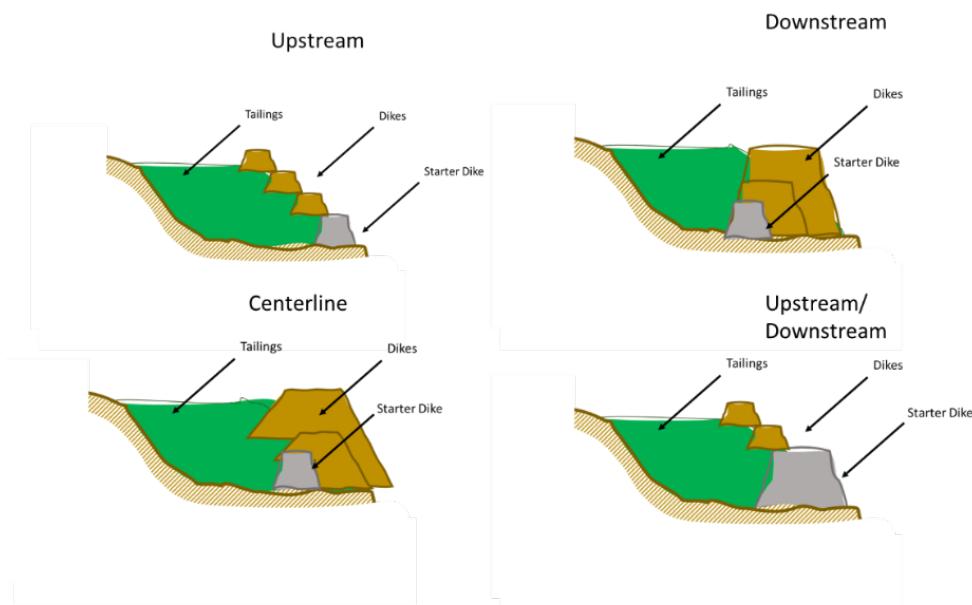 Upstream
Tailings
Dikes
Starter Dike
Downstream
Tailings
Dikes
Starter Dike
Centerline
Tailings
Dikes
Starter Dike
Upstream/
Downstream
Tailings
Dikes
Starter Dike